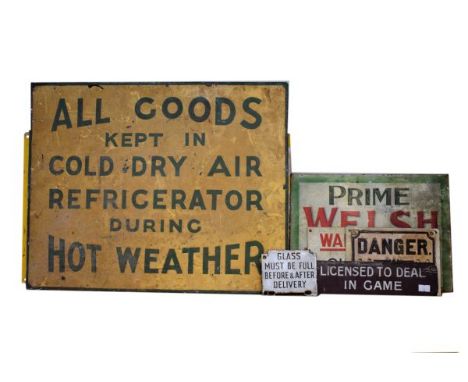 ALL GOODS
KEPT IN
COLD DRY AIR
REFRIGERATOR
DURING
HOT WEATHER
PRIME
WELSH
WA
DANGER.
GLASS
MUST BE FULL
BEFORE & AFTER
DELIVERY
LICENSED TO DEAL
IN GAME